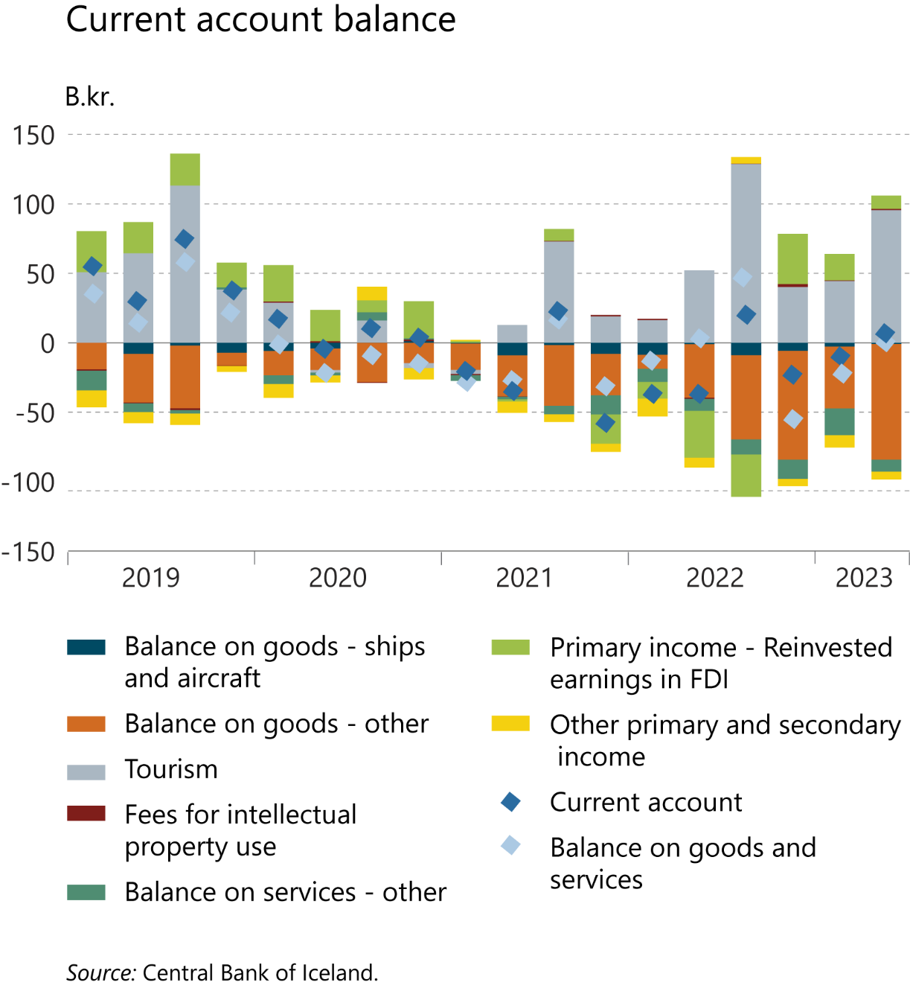 Current account balance
B.kr.
150
100
50
0
-50
-100
-150
2019
2020
2021
2022
2023
Balance on goods - ships
and aircraft
Balance on goods - other
Tourism
Fees for intellectual
property use
Balance on services - other
Primary income - Reinvested
earnings in FDI
Other primary and secondary
income
Current account
Balance on goods and
services
Source: Central Bank of Iceland.